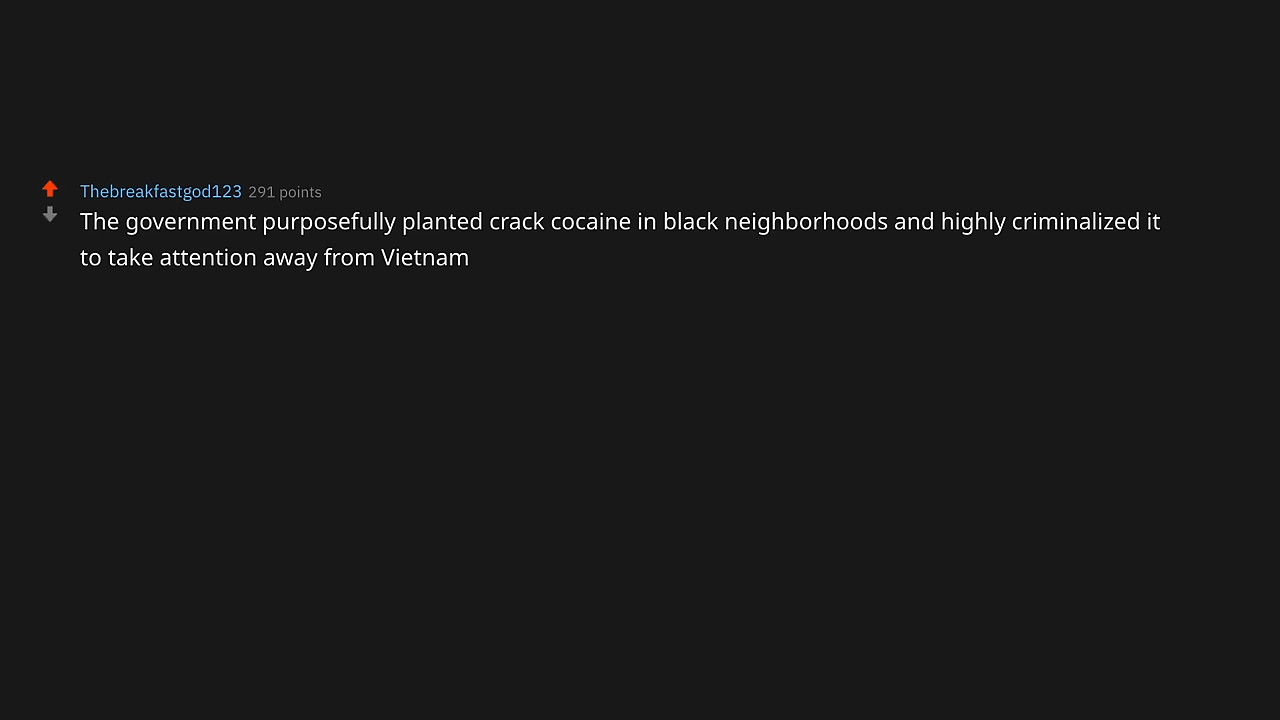 Thebreakfastgod123 291 points
The government purposefully planted crack cocaine in black neighborhoods and highly criminalized it
to take attention away from Vietnam